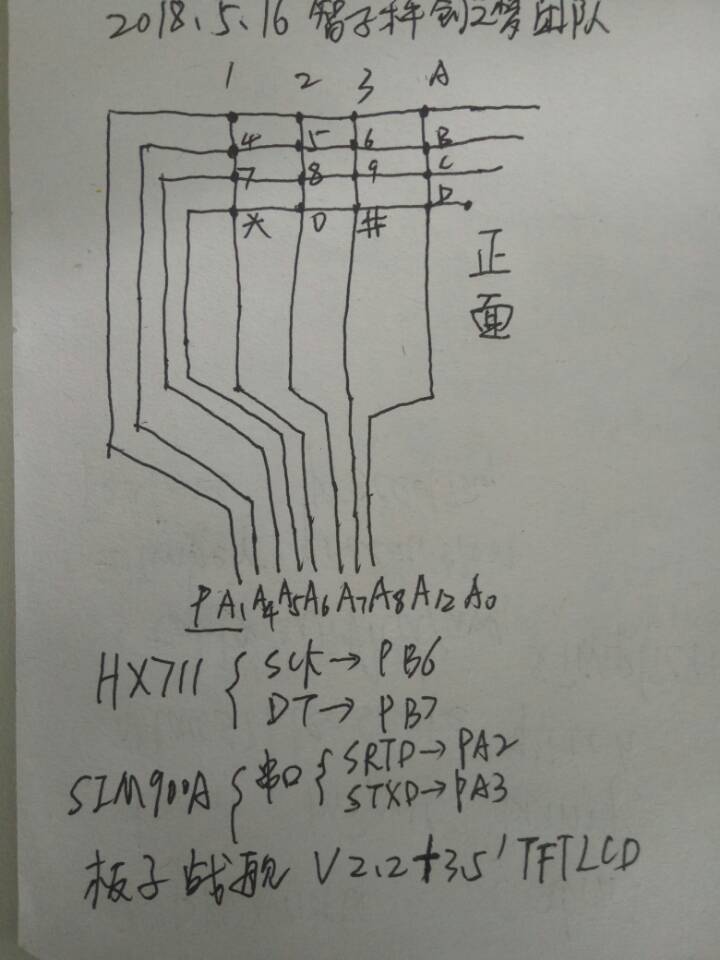 2018.5.16 智子科创之梦团队
1 2 3 A
4 5 6 B
7 8 9 C
* 0 # D
正面
PA1 A4 A5 A6 A7 A8 A12 A0
HX711 { SCK→PB6
DT→PB7
SIM900A { 串口 { SRTD→PA2
STXD→PA3
板子战舰 V2.2+3.5'TFTLCD